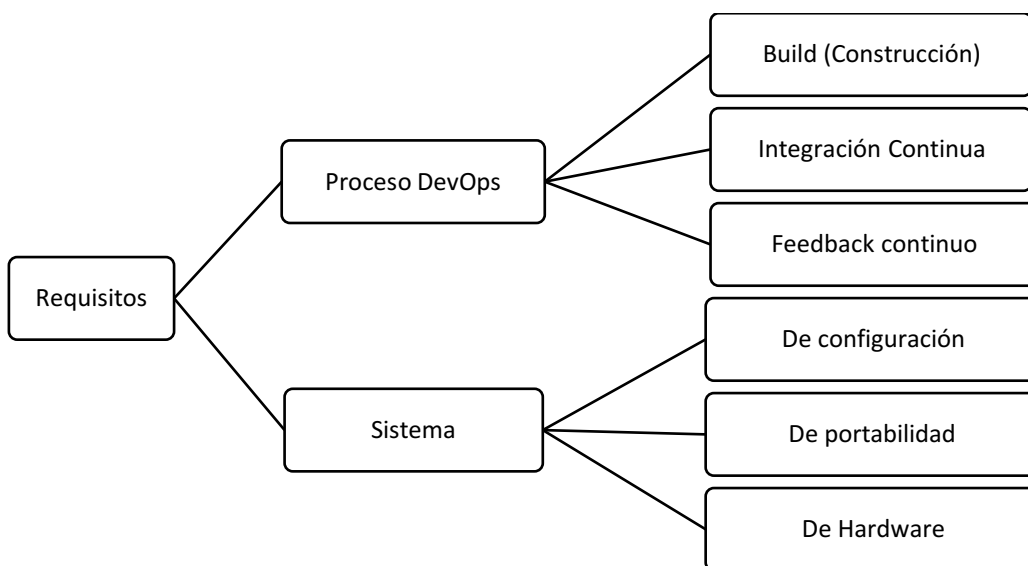 Requisitos
Proceso DevOps
Build (Construcción)
Integración Continua
Feedback continuo
Sistema
De configuración
De portabilidad
De Hardware